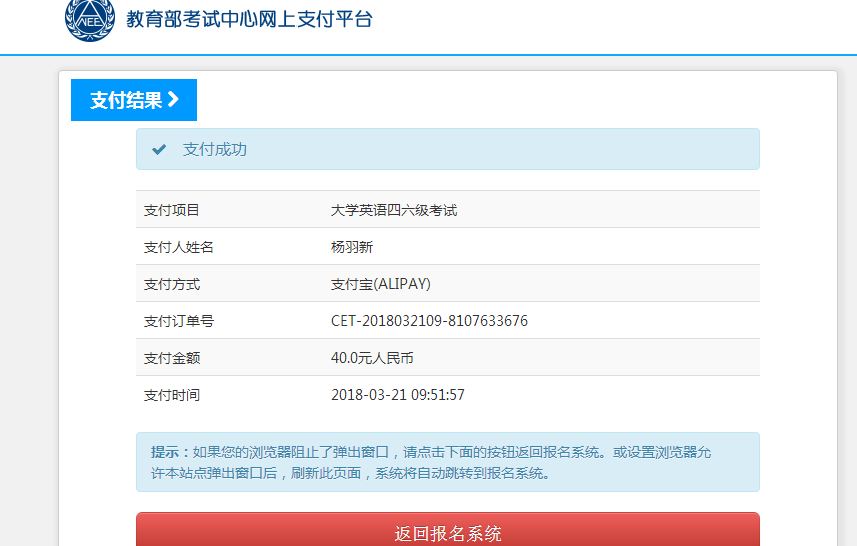 NEE
教育部考试中心网上支付平台
支付结果
支付成功
支付项目 大学英语四六级考试
支付人姓名 杨羽新
支付方式 支付宝(ALIPAY)
支付订单号 CET-2018032109-8107633676
支付金额 40.0元人民币
支付时间 2018-03-21 09:51:57
提示：如果您的浏览器阻止了弹出窗口，请点击下面的按钮返回报名系统。或设置浏览器允
许本站点弹出窗口后，刷新此页面，系统将自动跳转到报名系统。
返回报名系统